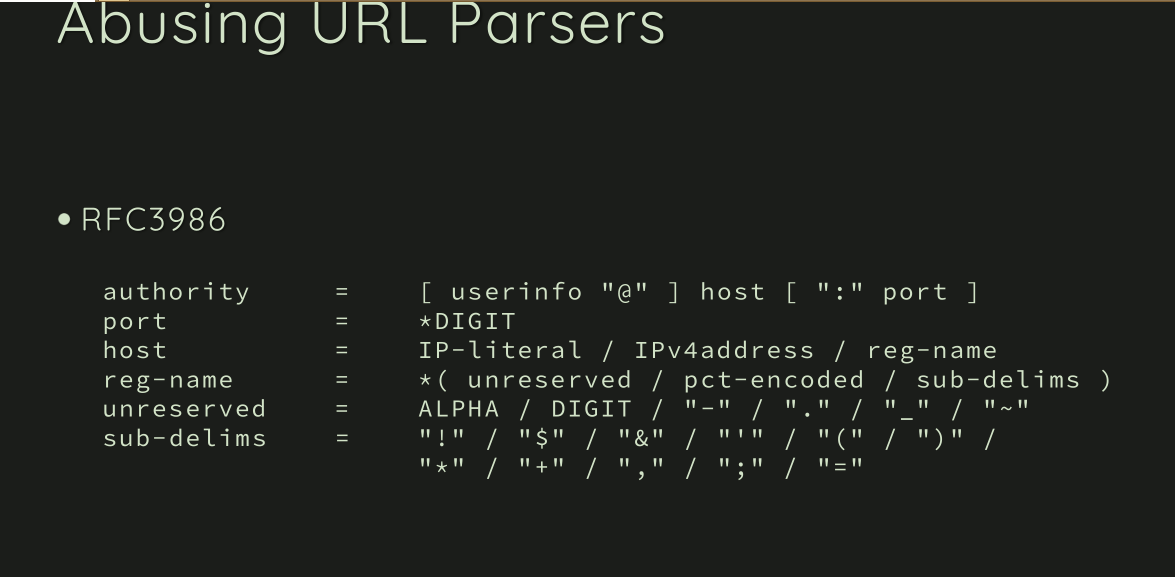 Abusing URL Parsers
• RFC3986
authority = [ userinfo "@" ] host [ ":" port ]
port = *DIGIT
host = IP-literal / IPv4address / reg-name
reg-name = *( unreserved / pct-encoded / sub-delims )
unreserved = ALPHA / DIGIT / "-" / "." / "_" / "~"
sub-delims = "!" / "$" / "&" / "'" / "(" / ")" /
"*" / "+" / "," / ";" / "="